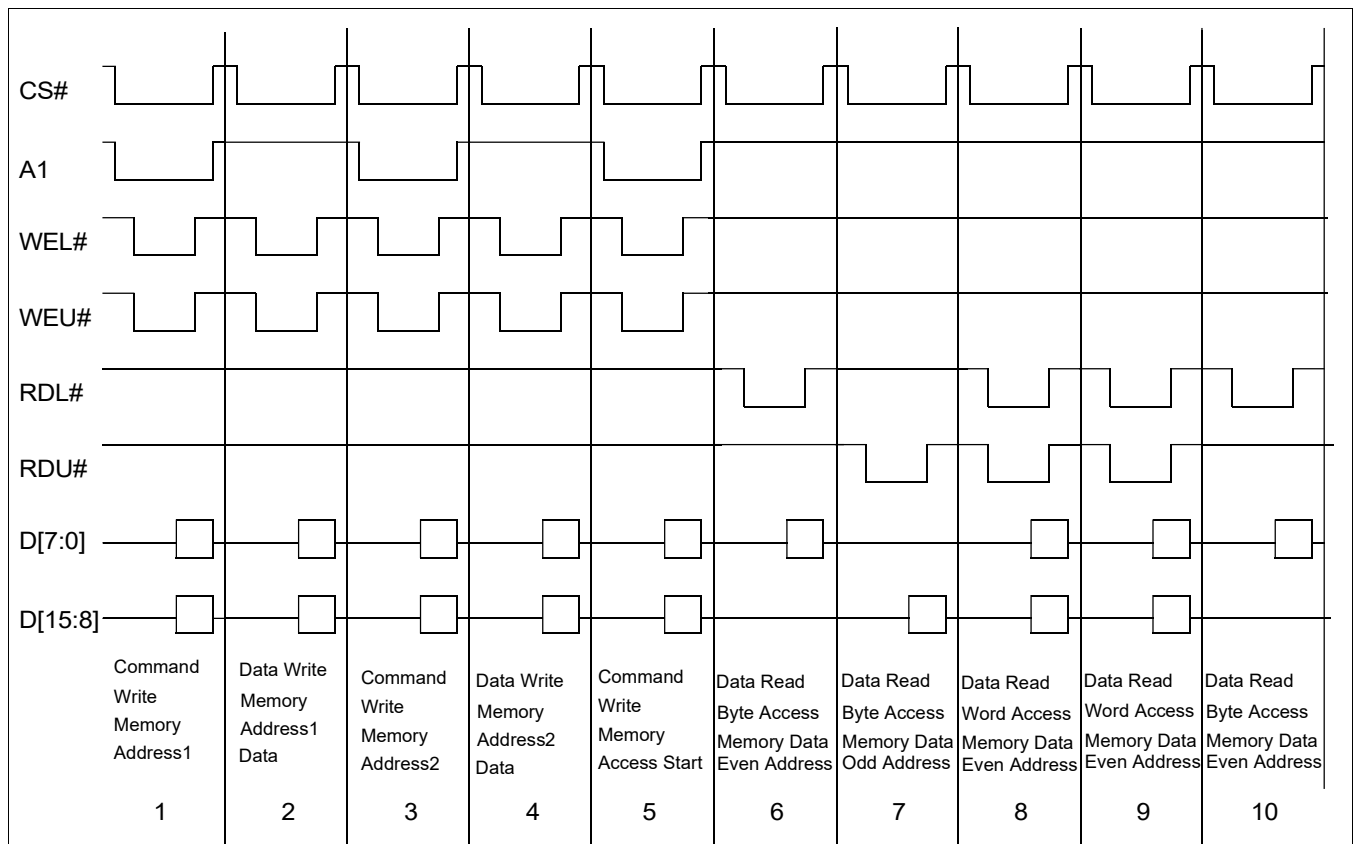 CS#
A1
WEL#
WEU#
RDL#
RDU#
D[7:0]
D[15:8]
Command
Write
Memory
Address1
1
Data Write
Memory
Address1
Data
2
Command
Write
Memory
Address2
3
Data Write
Memory
Address2
Data
4
Command
Write
Memory
Access Start
5
Data Read
Byte Access
Memory Data
Even Address
6
Data Read
Byte Access
Memory Data
Odd Address
7
Data Read
Word Access
Memory Data
Even Address
8
Data Read
Word Access
Memory Data
Even Address
9
Data Read
Byte Access
Memory Data
Even Address
10